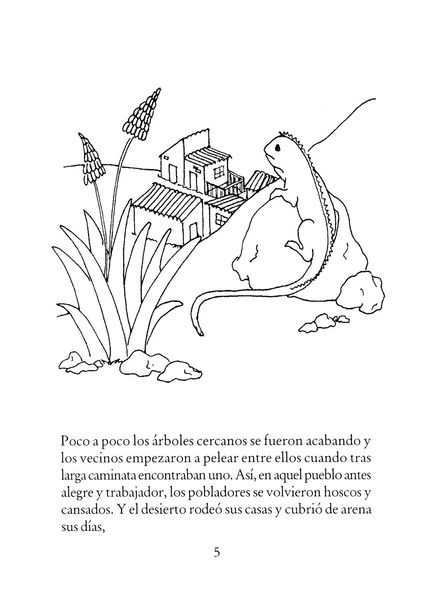 Poco a poco los árboles cercanos se fueron acabando y
los vecinos empezaron a pelear entre ellos cuando tras
larga caminata encontraban uno. Así, en aquel pueblo antes
alegre y trabajador, los pobladores se volvieron hoscos y
cansados. Y el desierto rodeó sus casas y cubrió de arena
sus días,
5